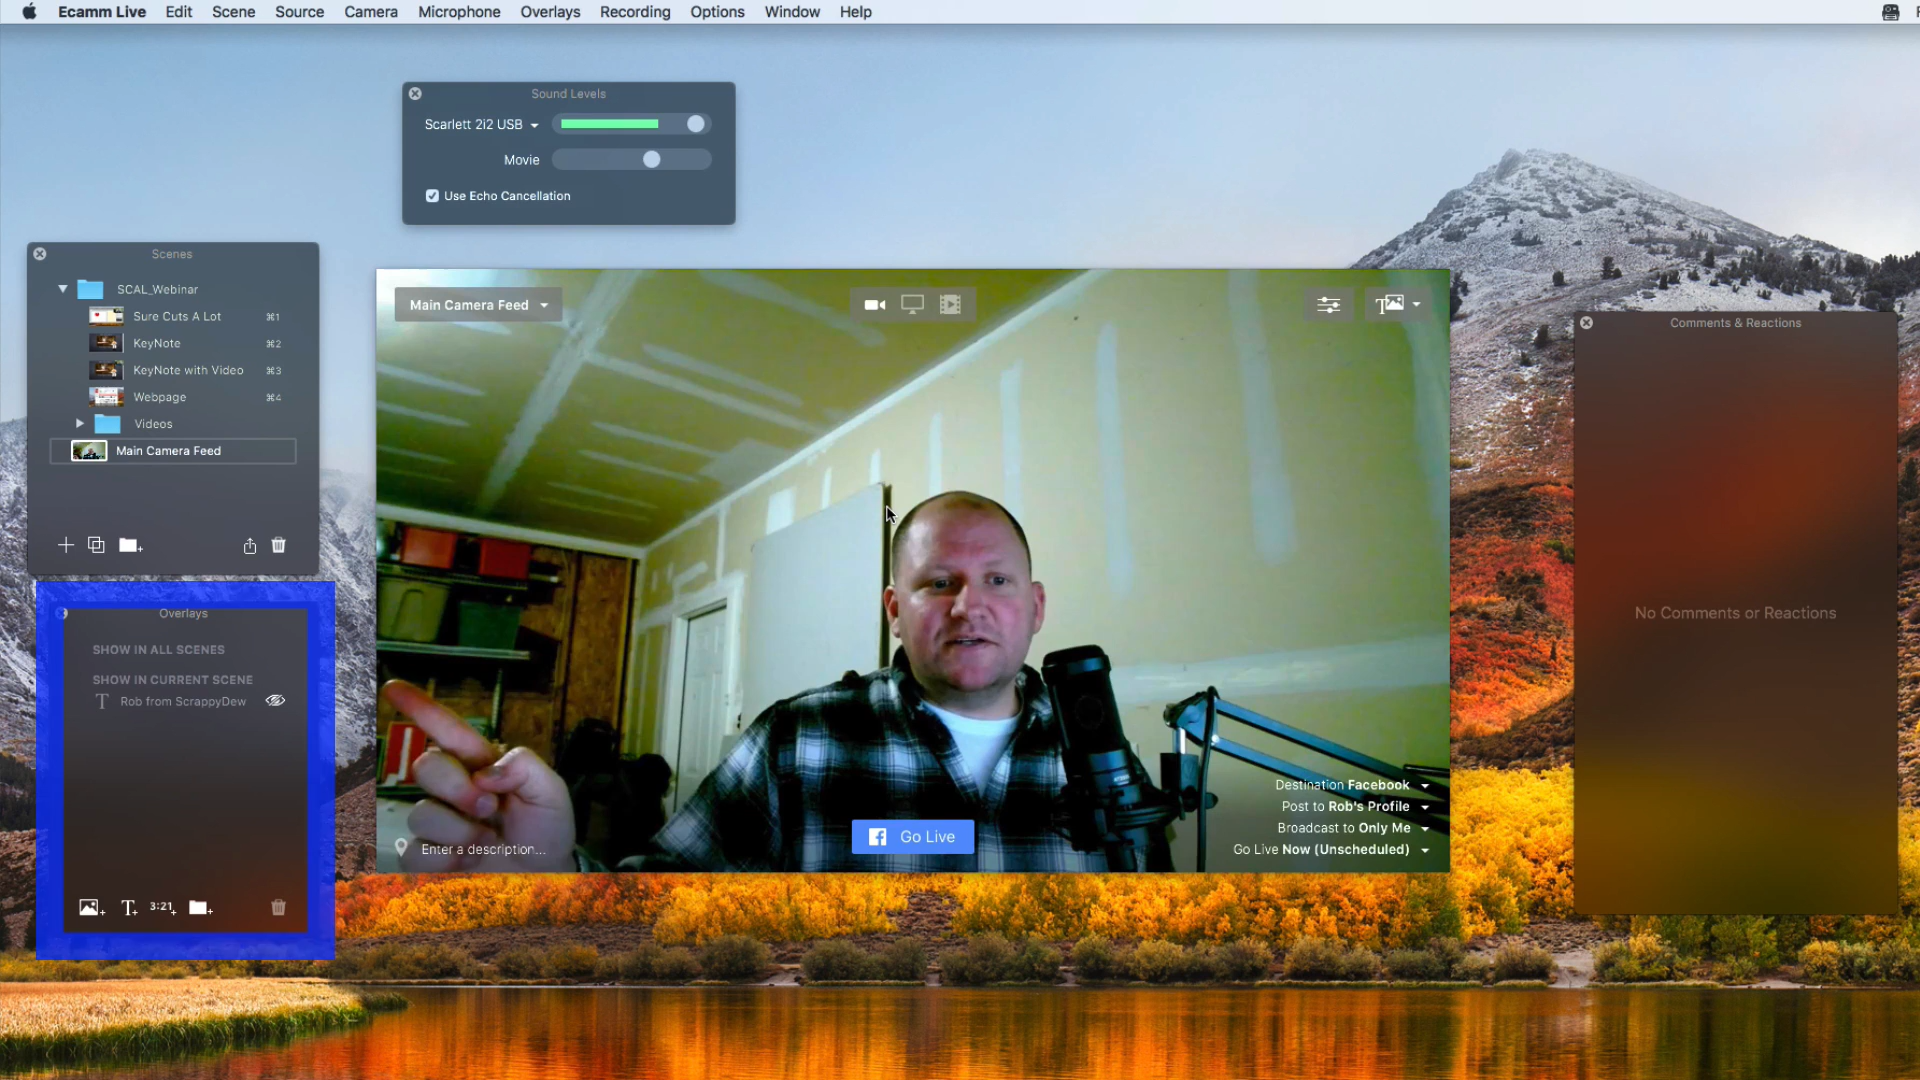 Ecamm Live Edit Scene Source Camera Microphone Overlays Recording Options Window Help
Sound Levels
Scarlett 2i2 USB
Movie
Use Echo Cancellation
Scenes
SCAL_Webinar
Sure Cuts A Lot ⌘1
KeyNote ⌘2
KeyNote with Video ⌘3
Webpage ⌘4
Videos
Main Camera Feed
Overlays
SHOW IN ALL SCENES
SHOW IN CURRENT SCENE
T Rob from ScrappyDew
T+ 3:21+
Main Camera Feed
T
Enter a description...
Go Live
Destination Facebook
Post to Rob's Profile
Broadcast to Only Me
Go Live Now (Unscheduled)
Comments & Reactions
No Comments or Reactions